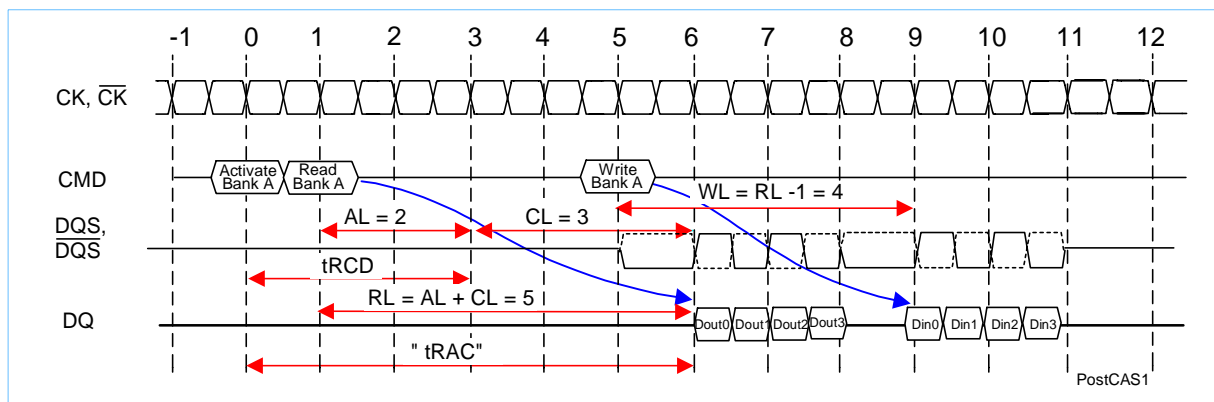 -1 0 1 2 3 4 5 6 7 8 9 10 11 12
CK, CK
CMD
Activate
Bank A
Read
Bank A
Write
Bank A
WL = RL -1 = 4
AL = 2
CL = 3
DQS,
DQS
tRCD
RL = AL + CL = 5
DQ
Dout0 Dout1 Dout2 Dout3
Din0 Din1 Din2 Din3
" tRAC"
PostCAS1